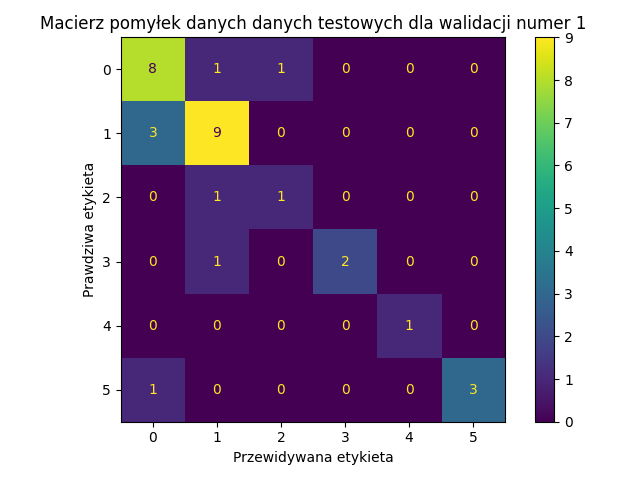 Macierz pomyłek danych danych testowych dla walidacji numer 1
0 8 1 1 0 0 0
1 3 9 0 0 0 0
2 0 1 1 0 0 0
3 0 1 0 2 0 0
4 0 0 0 0 1 0
5 1 0 0 0 0 3
0 1 2 3 4 5
Prawdziwa etykieta
Przewidywana etykieta
9
8
7
6
5
4
3
2
1
0